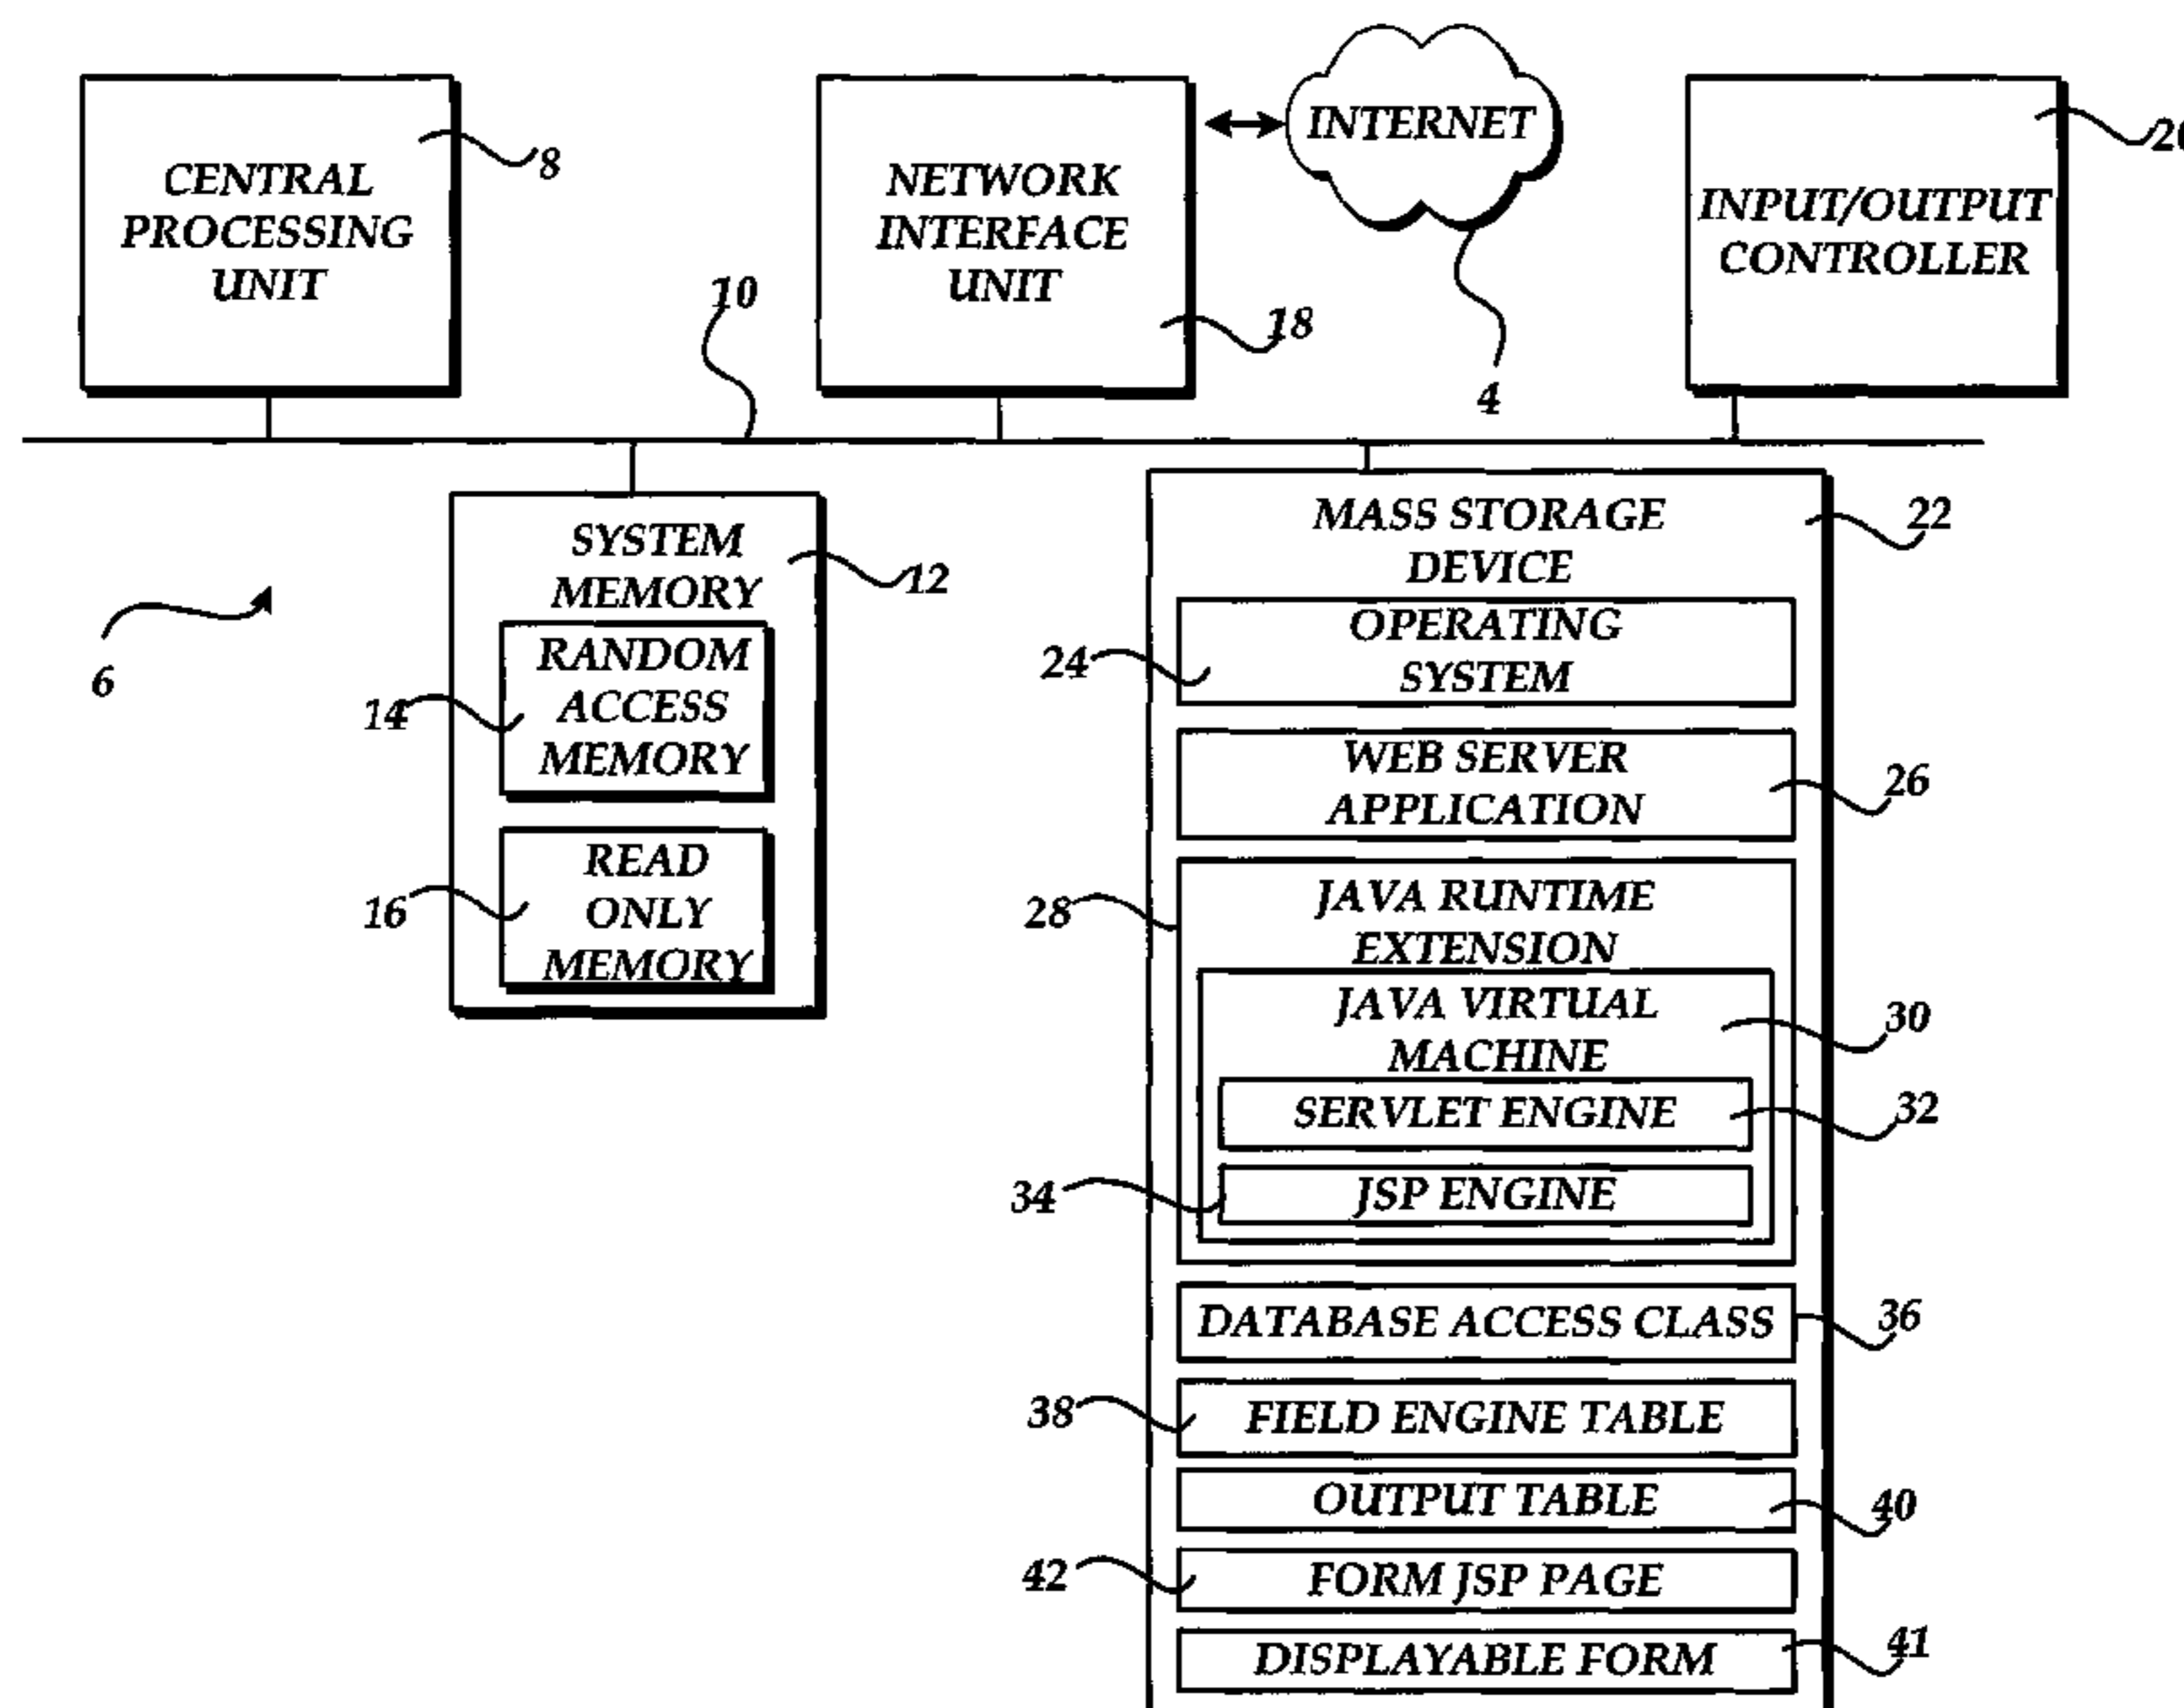 CENTRAL
PROCESSING
UNIT
8
NETWORK
INTERFACE
UNIT
18
INTERNET
4
INPUT/OUTPUT
CONTROLLER
10
6
SYSTEM
MEMORY
12
RANDOM
ACCESS
MEMORY
14
READ
ONLY
MEMORY
16
MASS STORAGE
DEVICE
22
OPERATING
SYSTEM
24
WEB SERVER
APPLICATION
26
JAVA RUNTIME
EXTENSION
28
JAVA VIRTUAL
MACHINE
30
SERVLET ENGINE
32
JSP ENGINE
34
DATABASE ACCESS CLASS
36
FIELD ENGINE TABLE
38
OUTPUT TABLE
40
FORM JSP PAGE
42
DISPLAYABLE FORM
41